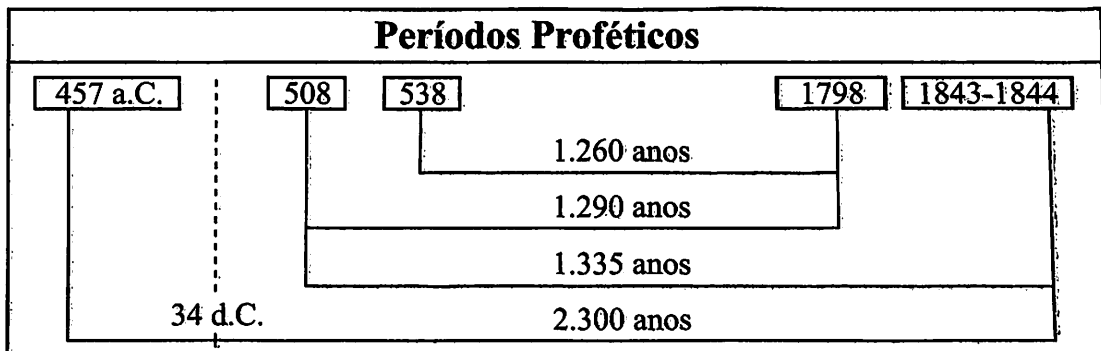 Períodos Proféticos
457 a.C. 508 538 1798 1843-1844
1.260 anos
1.290 anos
1.335 anos
34 d.C. 2.300 anos